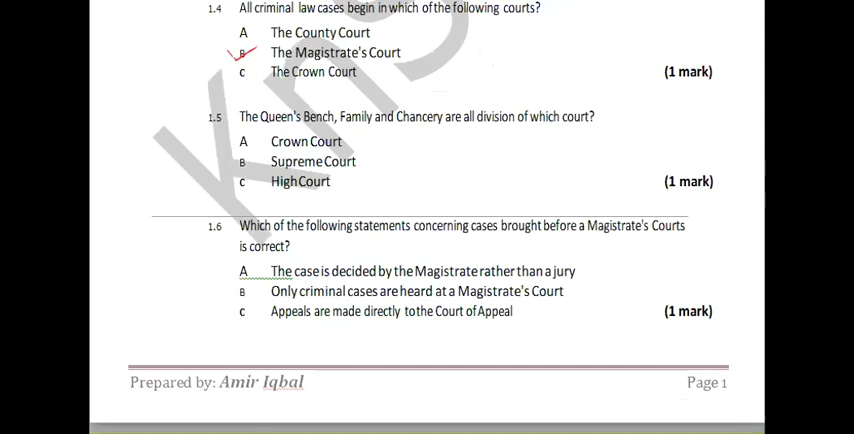 1.4 All criminal law cases begin in which of the following courts?
A The County Court
B The Magistrate's Court
C The Crown Court (1 mark)
1.5 The Queen's Bench, Family and Chancery are all division of which court?
A Crown Court
B Supreme Court
C High Court (1 mark)
1.6 Which of the following statements concerning cases brought before a Magistrate's Courts
is correct?
A The case is decided by the Magistrate rather than a jury
B Only criminal cases are heard at a Magistrate's Court
C Appeals are made directly to the Court of Appeal (1 mark)
Prepared by: Amir Iqbal Page 1